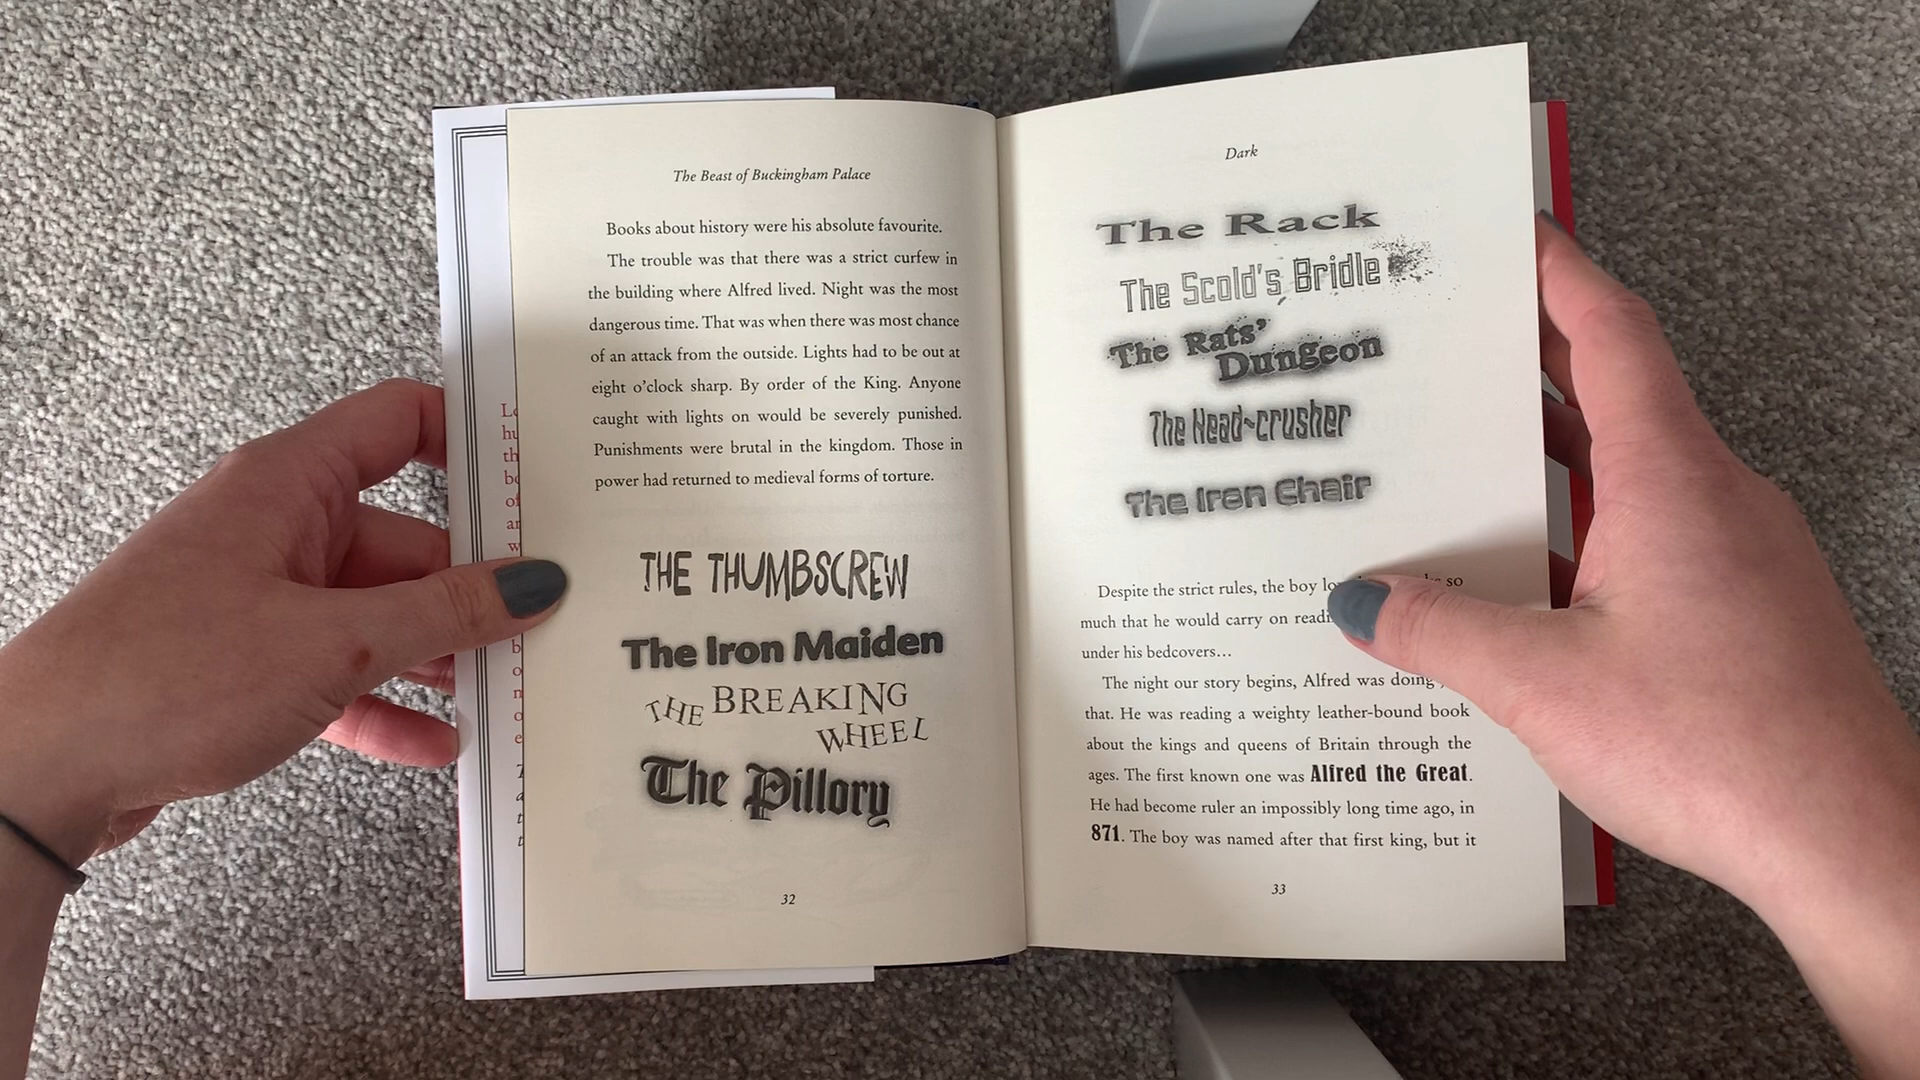 The Beast of Buckingham Palace
Books about history were his absolute favourite.
The trouble was that there was a strict curfew in
the building where Alfred lived. Night was the most
dangerous time. That was when there was most chance
of an attack from the outside. Lights had to be out at
eight o'clock sharp. By order of the King. Anyone
caught with lights on would be severely punished.
Punishments were brutal in the kingdom. Those in
power had returned to medieval forms of torture.
THE THUMBSCREW
The Iron Maiden
THE BREAKING
WHEEL
The Pillory
32
Dark
The Rack
The Scold's Bridle
The Rats'
Dungeon
The Head-crusher
The Iron Chair
Despite the strict rules, the boy so
much that he would carry on
under his bedcovers…
The night our story begins, Alfred was doing
that. He was reading a weighty leather-bound book
about the kings and queens of Britain through the
ages. The first known one was Alfred the Great.
He had become ruler an impossibly long time ago, in
871. The boy was named after that first king, but it
33